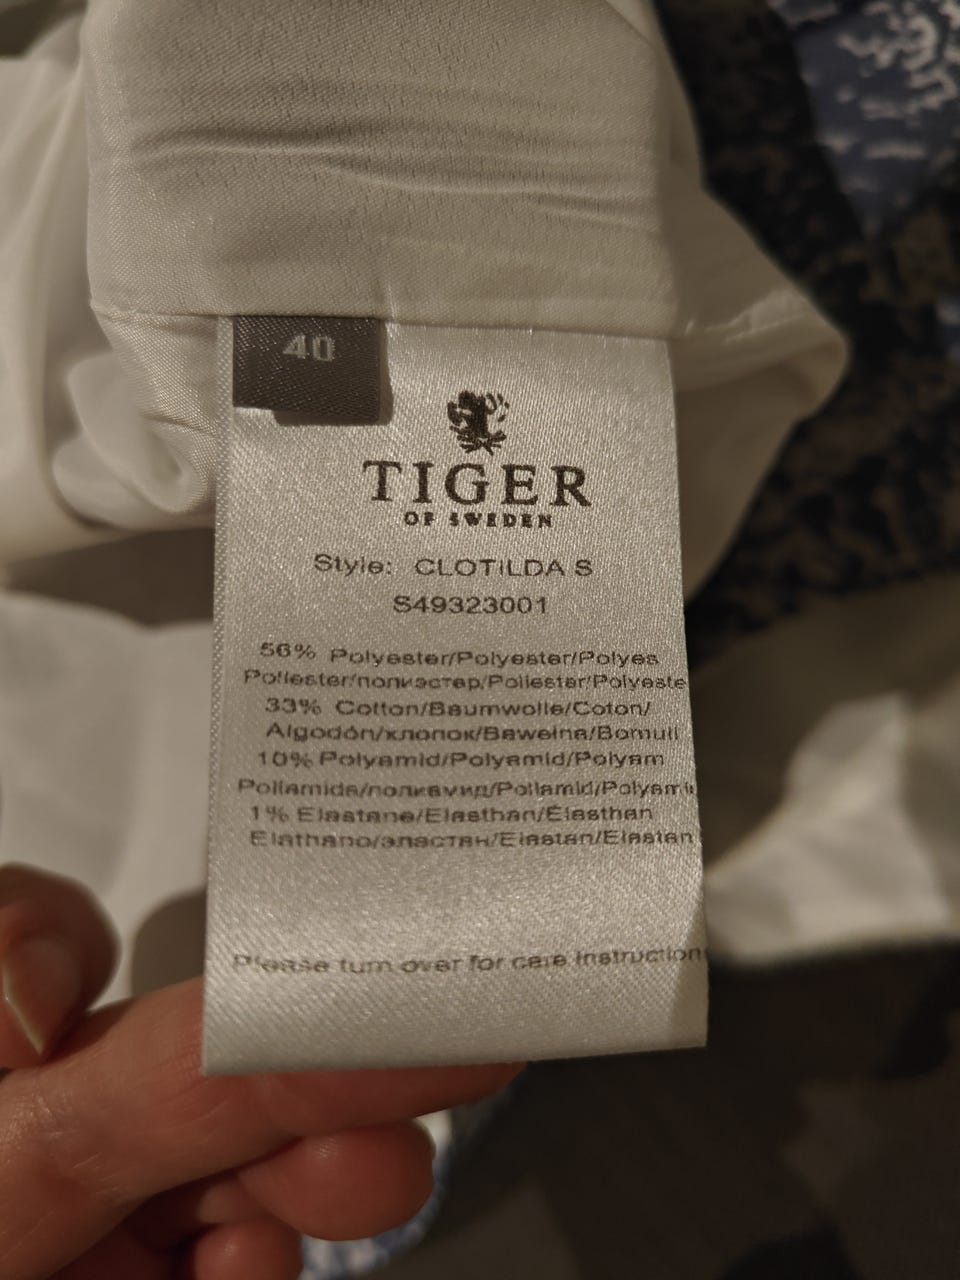 40
TIGER
OF SWEDEN
Style: CLOTILDA S
S49323001
56% Polyester/Polyester/Polyes
Poliester/полиэстер/Poliester/Polyeste
33% Cotton/Baumwolle/Coton/
Algodón/хлопок/Bawełna/Bomull
10% Polyamid/Polyamid/Polyam
Poliamida/полиамид/Poliamid/Polyami
1% Elastane/Elasthan/Élasthan
Elathano/эластан/Elastan/Elastan
Please turn over for care instruction